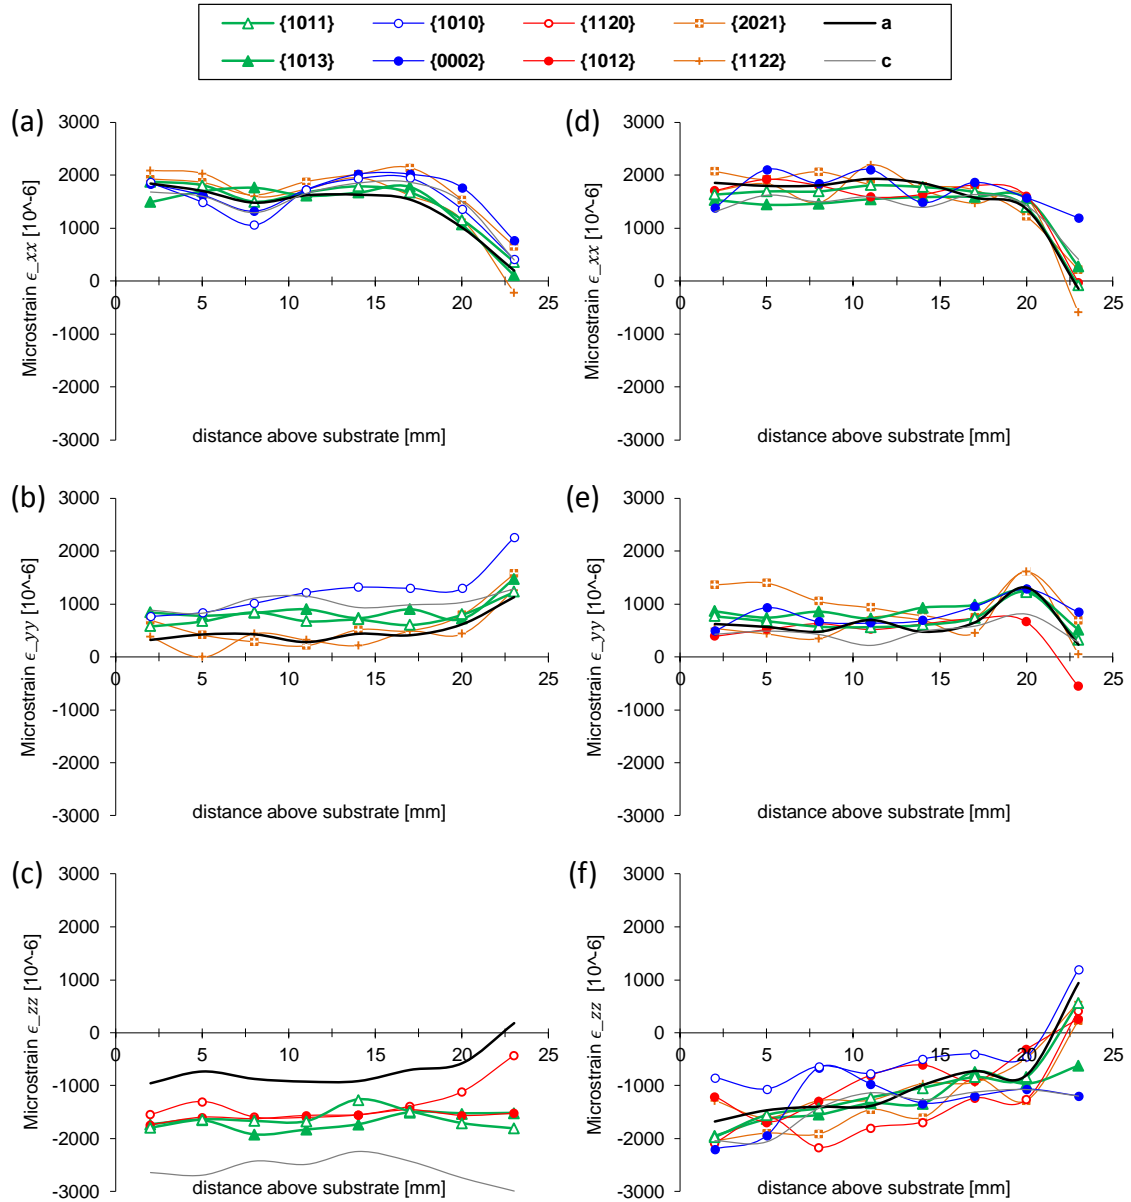 {1011} {1010} {1120} {2021} a
{1013} {0002} {1012} {1122} c
(a)
3000
2000
1000
0
-1000
-2000
-3000
0 5 10 15 20 25
Microstrain ϵ_xx [10^-6]
distance above substrate [mm]
(d)
3000
2000
1000
0
-1000
-2000
-3000
0 5 10 15 20 25
Microstrain ϵ_xx [10^-6]
distance above substrate [mm]
(b)
3000
2000
1000
0
-1000
-2000
-3000
0 5 10 15 20 25
Microstrain ϵ_yy [10^-6]
distance above substrate [mm]
(e)
3000
2000
1000
0
-1000
-2000
-3000
0 5 10 15 20 25
Microstrain ϵ_yy [10^-6]
distance above substrate [mm]
(c)
3000
2000
1000
0
-1000
-2000
-3000
0 5 10 15 20 25
Microstrain ϵ_zz [10^-6]
distance above substrate [mm]
(f)
3000
2000
1000
0
-1000
-2000
-3000
0 5 10 15 20 25
Microstrain ϵ_zz [10^-6]
distance above substrate [mm]